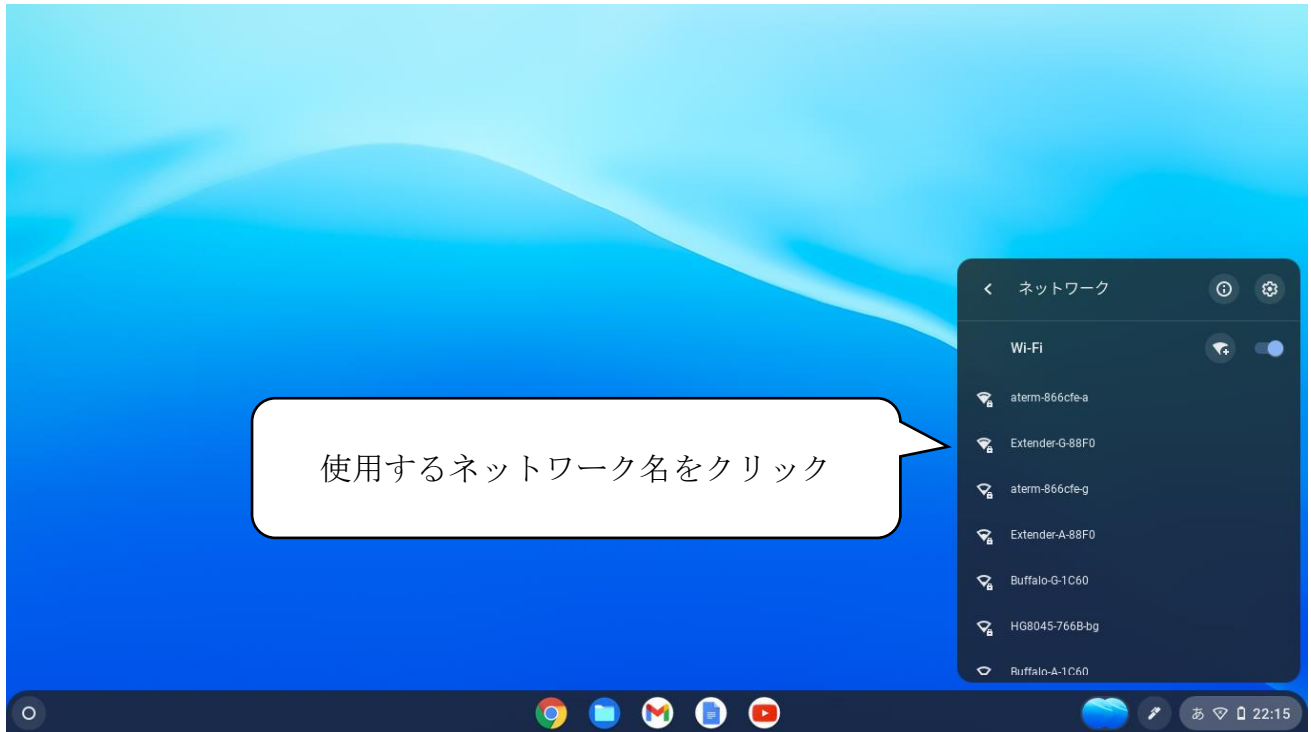 ネットワーク
Wi-Fi
aterm-866cfe-a
Extender-G-88F0
使用するネットワーク名をクリック
aterm-866cfe-g
Extender-A-88F0
Buffalo-G-1C60
HG8045-766B-bg
Buffalo-A-1C60
あ 22:15